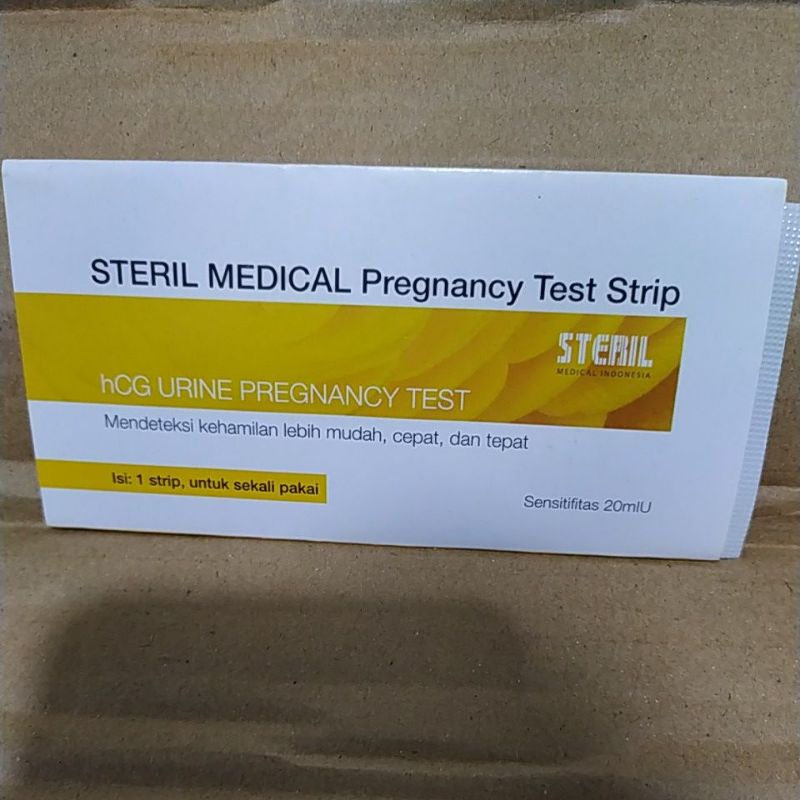 STERIL MEDICAL Pregnancy Test Strip
STERIL
MEDICAL INDONESIA
hCG URINE PREGNANCY TEST
Mendeteksi kehamilan lebih mudah, cepat, dan tepat
Isi: 1 strip, untuk sekali pakai
Sensitifitas 20mIU